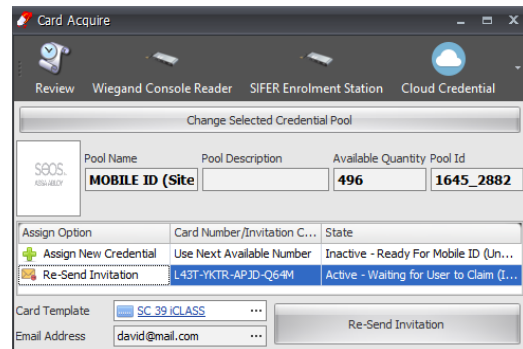 Card Acquire
Review Wiegand Console Reader SIFER Enrolment Station Cloud Credential
Change Selected Credential Pool
seos.
ASSA ABLOY
Pool Name Pool Description Available Quantity Pool Id
MOBILE ID (Site 496 1645_2882
Assign Option Card Number/Invitation C... State
Assign New Credential Use Next Available Number Inactive - Ready For Mobile ID (Un...
Re-Send Invitation L43T-YKTR-APJD-Q64M Active - Waiting for User to Claim (I...
Card Template SC 39 iCLASS ...
Email Address david@mail.com ...
Re-Send Invitation